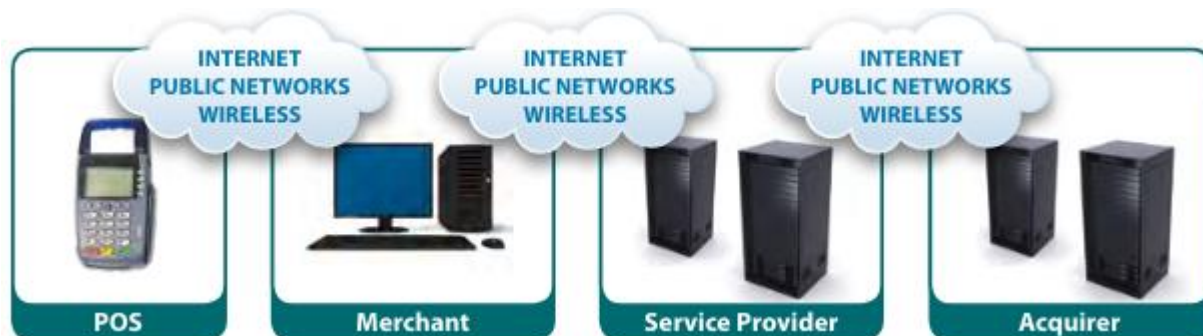 INTERNET
PUBLIC NETWORKS
WIRELESS
INTERNET
PUBLIC NETWORKS
WIRELESS
INTERNET
PUBLIC NETWORKS
WIRELESS
POS
Merchant
Service Provider
Acquirer